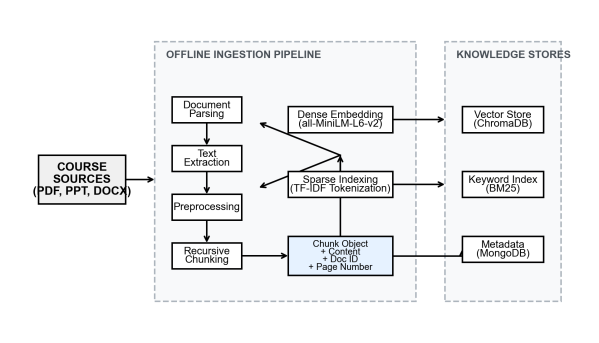 OFFLINE INGESTION PIPELINE
KNOWLEDGE STORES
COURSE
SOURCES
(PDF, PPT, DOCX)
Document
Parsing
Text
Extraction
Preprocessing
Recursive
Chunking
Dense Embedding
(all-MiniLM-L6-v2)
Sparse Indexing
(TF-IDF Tokenization)
Chunk Object
+ Content
+ Doc ID
+ Page Number
Vector Store
(ChromaDB)
Keyword Index
(BM25)
Metadata
(MongoDB)